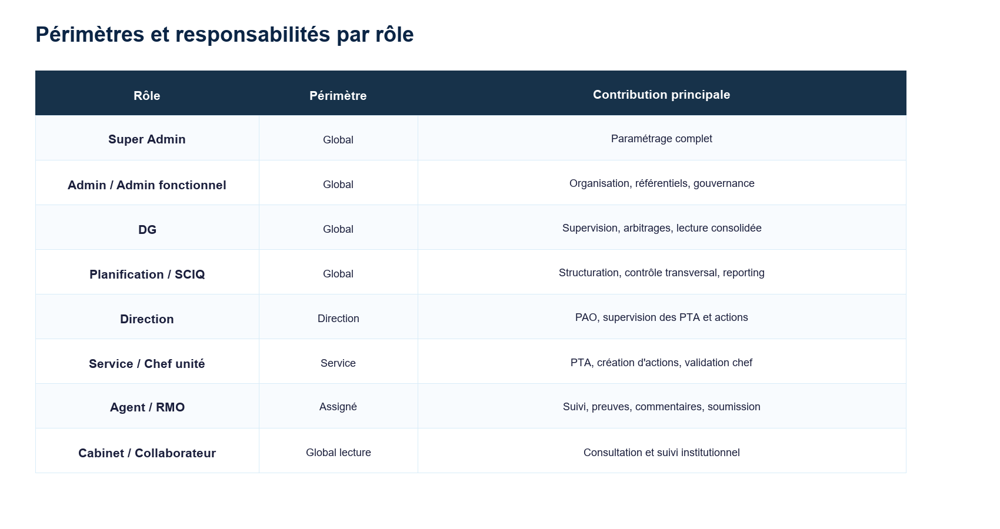 Périmètres et responsabilités par rôle
Rôle Périmètre Contribution principale
Super Admin Global Paramétrage complet
Admin / Admin fonctionnel Global Organisation, référentiels, gouvernance
DG Global Supervision, arbitrages, lecture consolidée
Planification / SCIQ Global Structuration, contrôle transversal, reporting
Direction Direction PAO, supervision des PTA et actions
Service / Chef unité Service PTA, création d'actions, validation chef
Agent / RMO Assigné Suivi, preuves, commentaires, soumission
Cabinet / Collaborateur Global lecture Consultation et suivi institutionnel